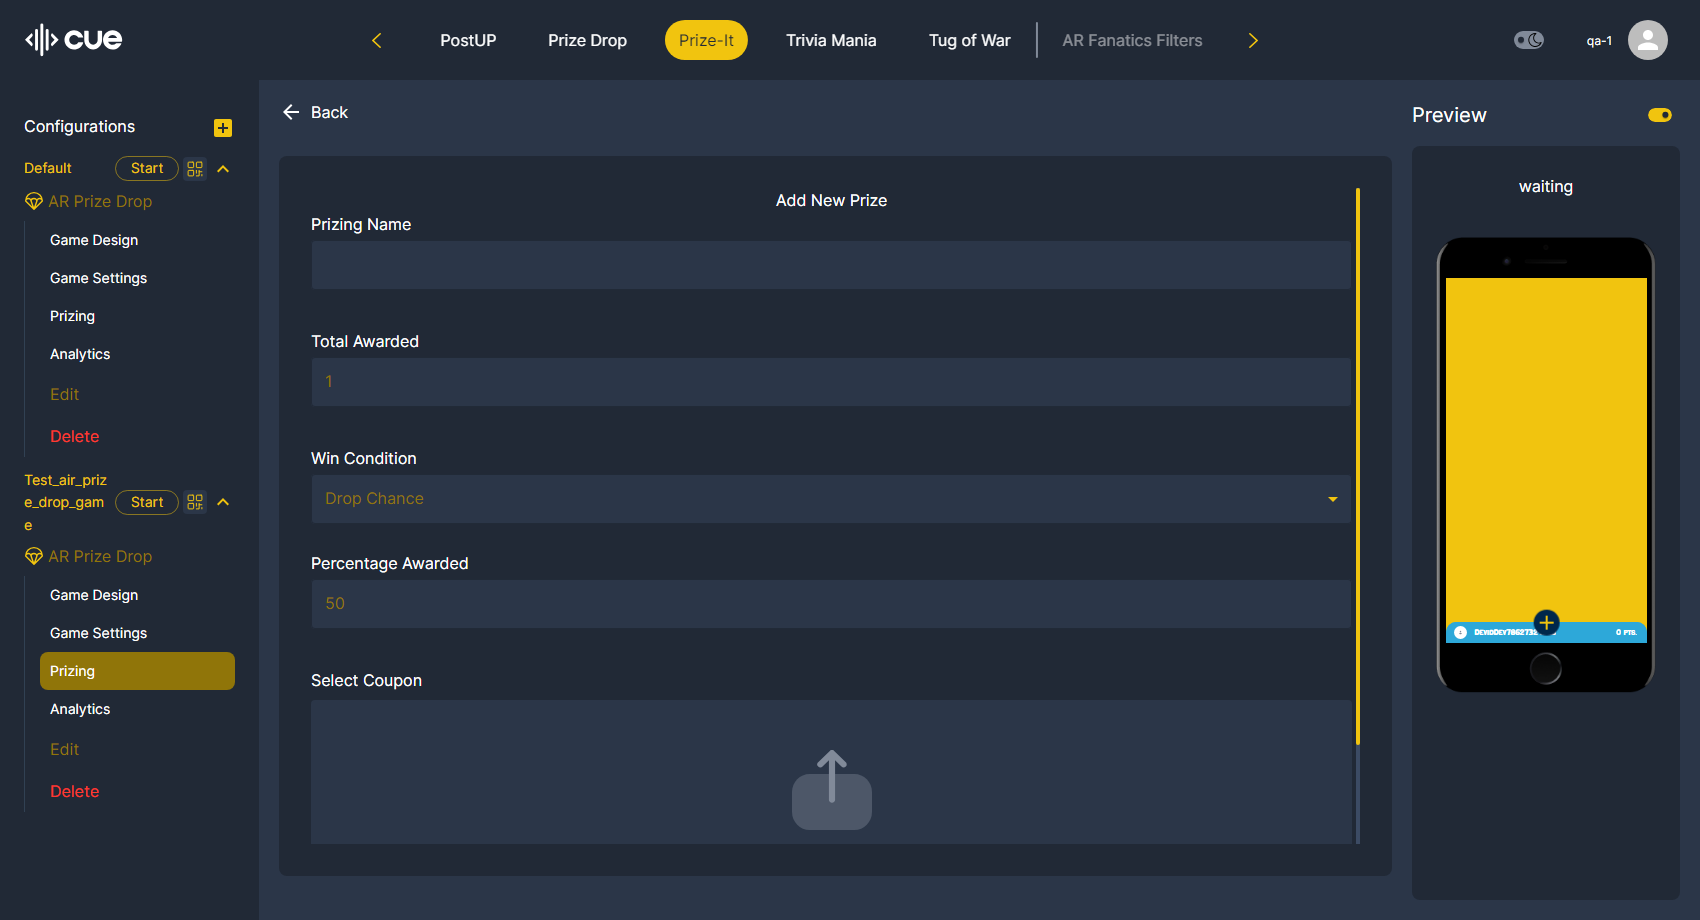 cue
PostUP
Prize Drop
Prize-It
Trivia Mania
Tug of War
AR Fanatics Filters
qa-1
Configurations
Default
Start
AR Prize Drop
Game Design
Game Settings
Prizing
Analytics
Edit
Delete
Test_air_priz
e_drop_gam
e
Start
AR Prize Drop
Game Design
Game Settings
Prizing
Analytics
Edit
Delete
Back
Add New Prize
Prizing Name
Total Awarded
1
Win Condition
Drop Chance
Percentage Awarded
50
Select Coupon
Preview
waiting
0 PTS.